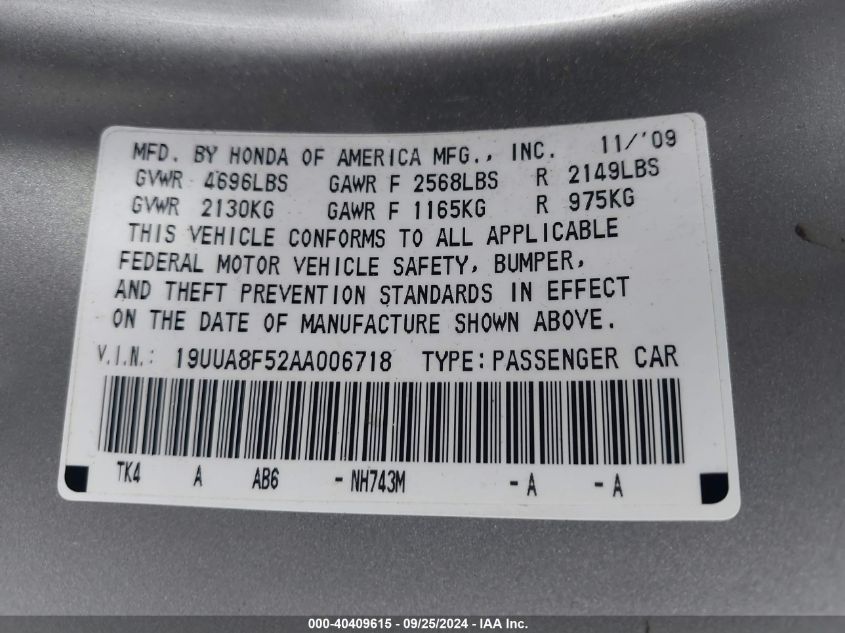 MFD. BY HONDA OF AMERICA MFG., INC. 11/'09
GVWR 4696LBS GAWR F 2568LBS R 2149LBS
GVWR 2130KG GAWR F 1165KG R 975KG
THIS VEHICLE CONFORMS TO ALL APPLICABLE
FEDERAL MOTOR VEHICLE SAFETY, BUMPER,
AND THEFT PREVENTION STANDARDS IN EFFECT
ON THE DATE OF MANUFACTURE SHOWN ABOVE.
V.I.N.: 19UUA8F52AA006718 TYPE: PASSENGER CAR
TK4 A AB6 -NH743M -A -A
000-40409615 - 09/25/2024 - IAA Inc.